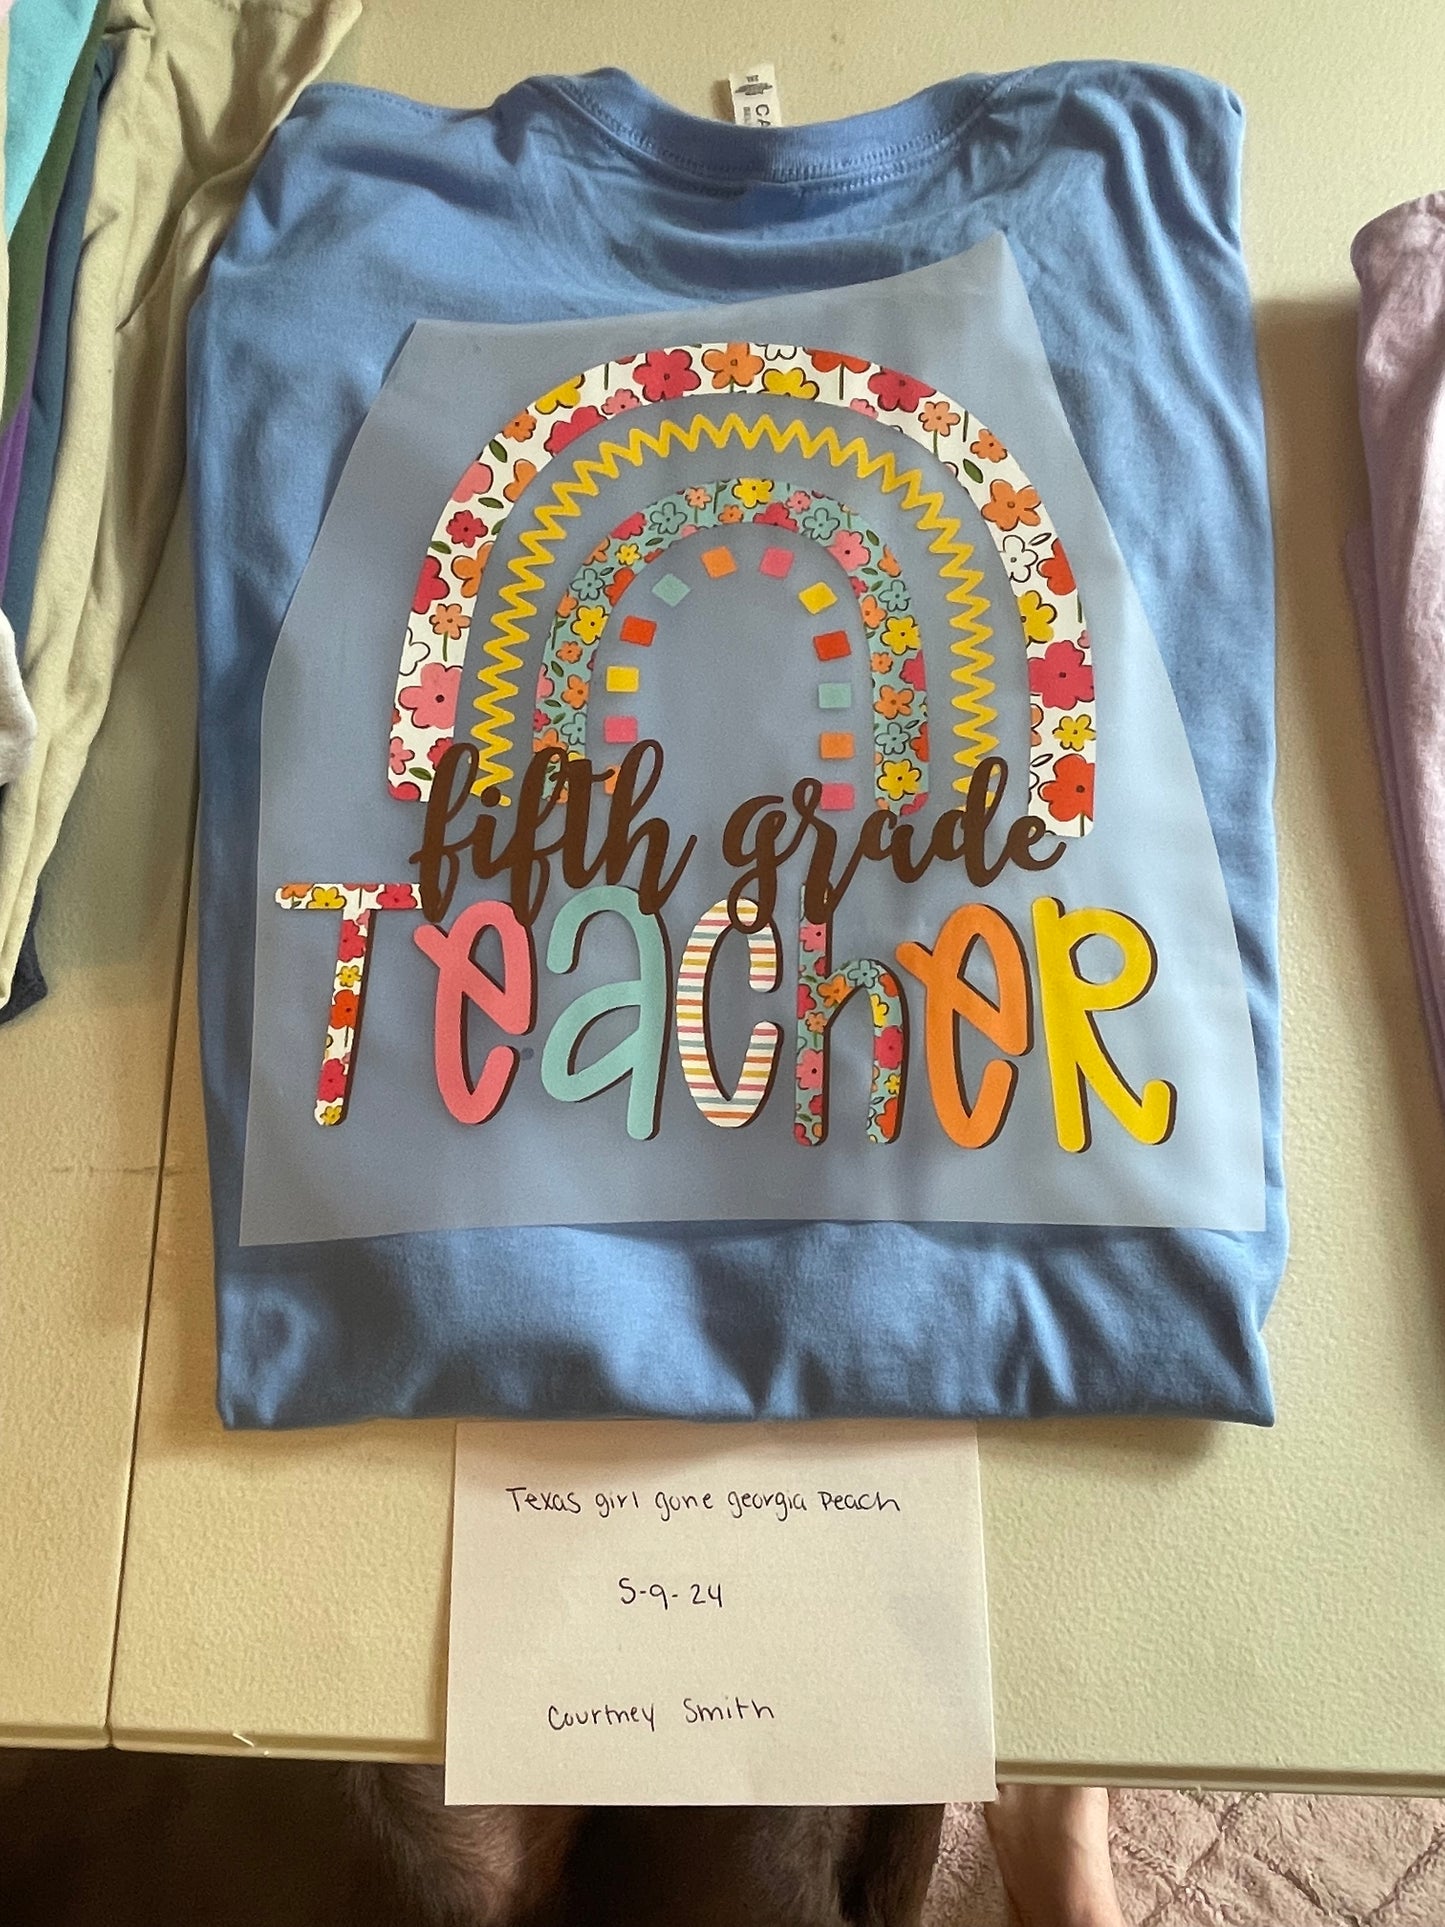 fifth grade
Teacher
Texas girl gone georgia peach
5-9-24
Courtney Smith